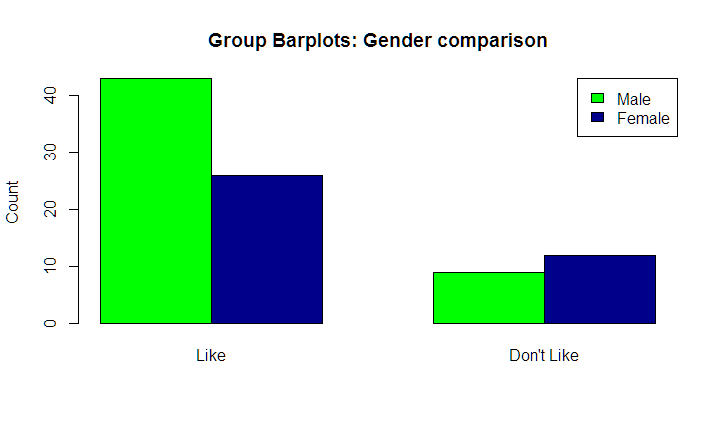 Group Barplots: Gender comparison
Male
Female
Count
40
30
20
10
0
Like
Don't Like